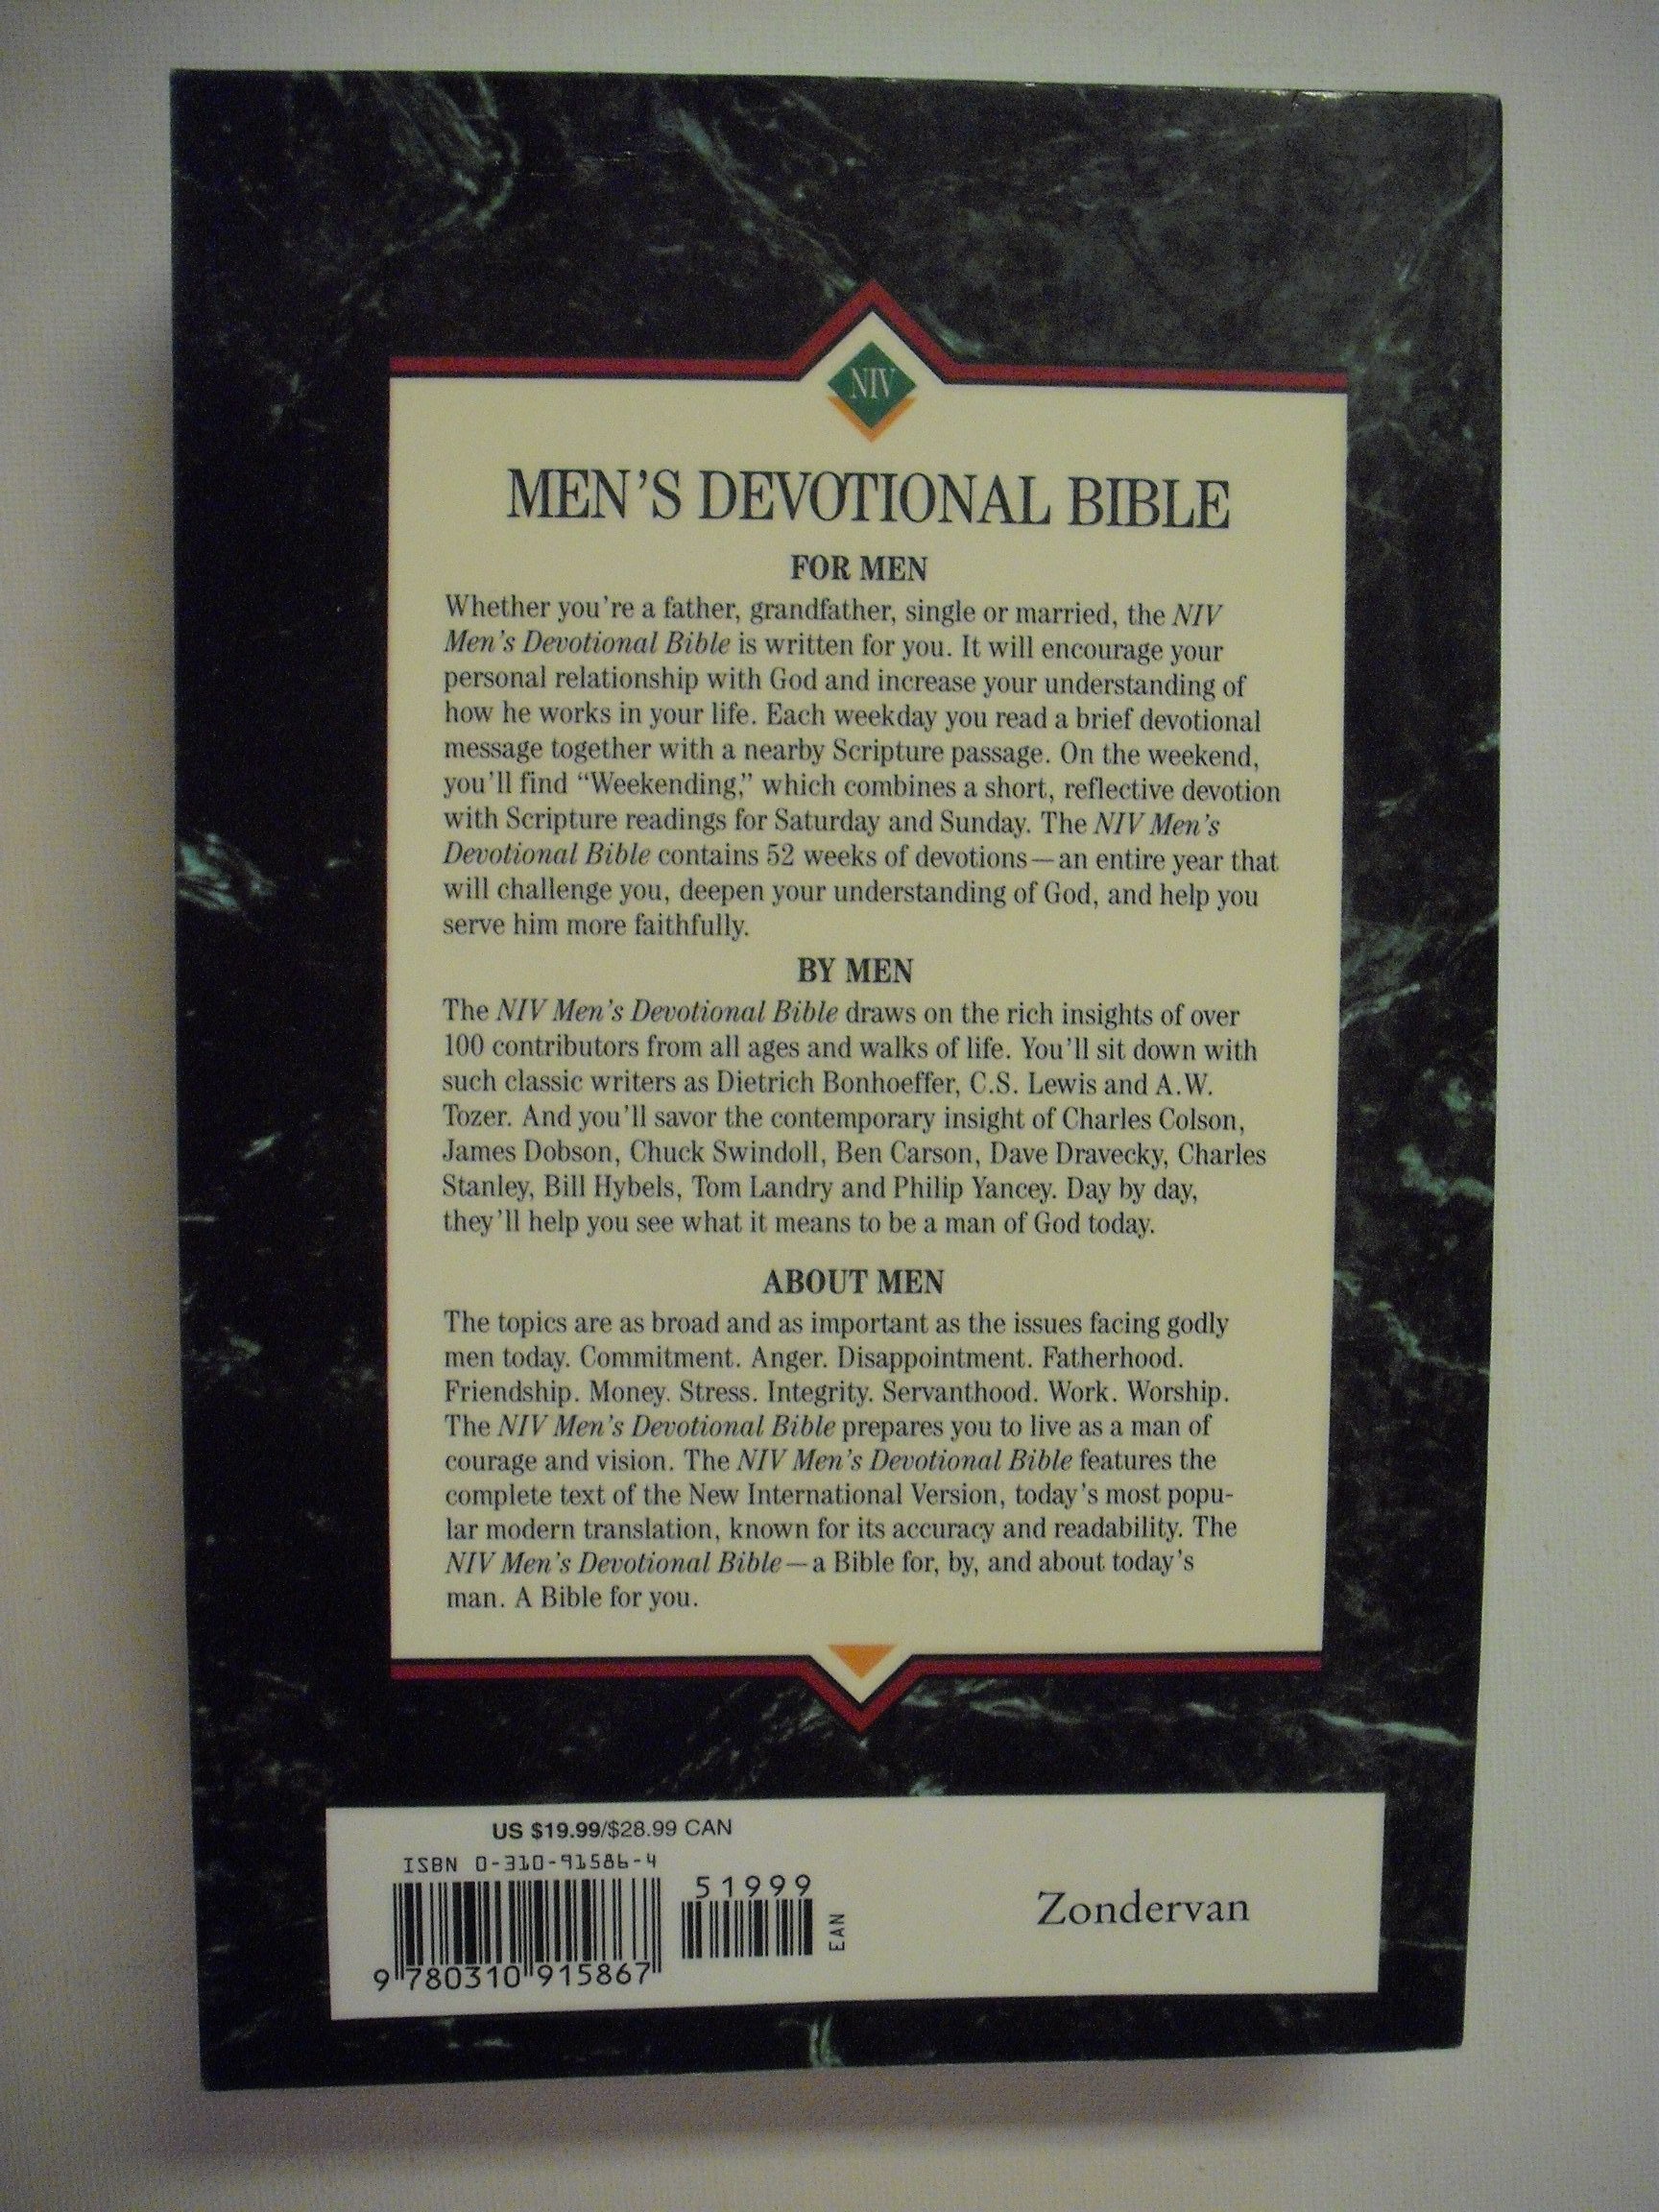 NIV
MEN'S DEVOTIONAL BIBLE
FOR MEN
Whether you're a father, grandfather, single or married, the NIV
Men's Devotional Bible is written for you. It will encourage your
personal relationship with God and increase your understanding of
how he works in your life. Each weekday you read a brief devotional
message together with a nearby Scripture passage. On the weekend,
you'll find “Weekending,” which combines a short, reflective devotion
with Scripture readings for Saturday and Sunday. The NIV Men's
Devotional Bible contains 52 weeks of devotions—an entire year that
will challenge you, deepen your understanding of God, and help you
serve him more faithfully.
BY MEN
The NIV Men's Devotional Bible draws on the rich insights of over
100 contributors from all ages and walks of life. You'll sit down with
such classic writers as Dietrich Bonhoeffer, C.S. Lewis and A.W.
Tozer. And you'll savor the contemporary insight of Charles Colson,
James Dobson, Chuck Swindoll, Ben Carson, Dave Dravecky, Charles
Stanley, Bill Hybels, Tom Landry and Philip Yancey. Day by day,
they'll help you see what it means to be a man of God today.
ABOUT MEN
The topics are as broad and as important as the issues facing godly
men today. Commitment. Anger. Disappointment. Fatherhood.
Friendship. Money. Stress. Integrity. Servanthood. Work. Worship.
The NIV Men's Devotional Bible prepares you to live as a man of
courage and vision. The NIV Men's Devotional Bible features the
complete text of the New International Version, today's most popu-
lar modern translation, known for its accuracy and readability. The
NIV Men's Devotional Bible—a Bible for, by, and about today's
man. A Bible for you.
US $19.99/$28.99 CAN
ISBN 0-310-91586-4
51999
EAN
9 780310 915867
Zondervan